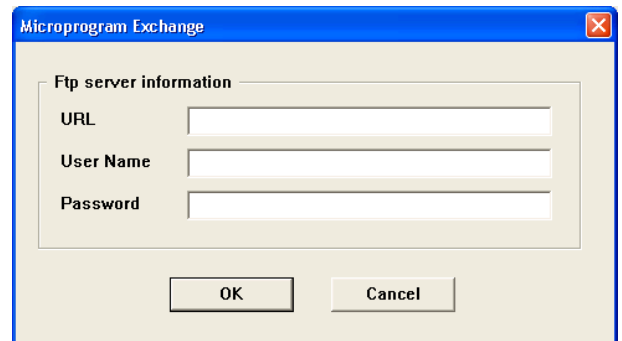 Microprogram Exchange
Ftp server information
URL
User Name
Password
OK Cancel